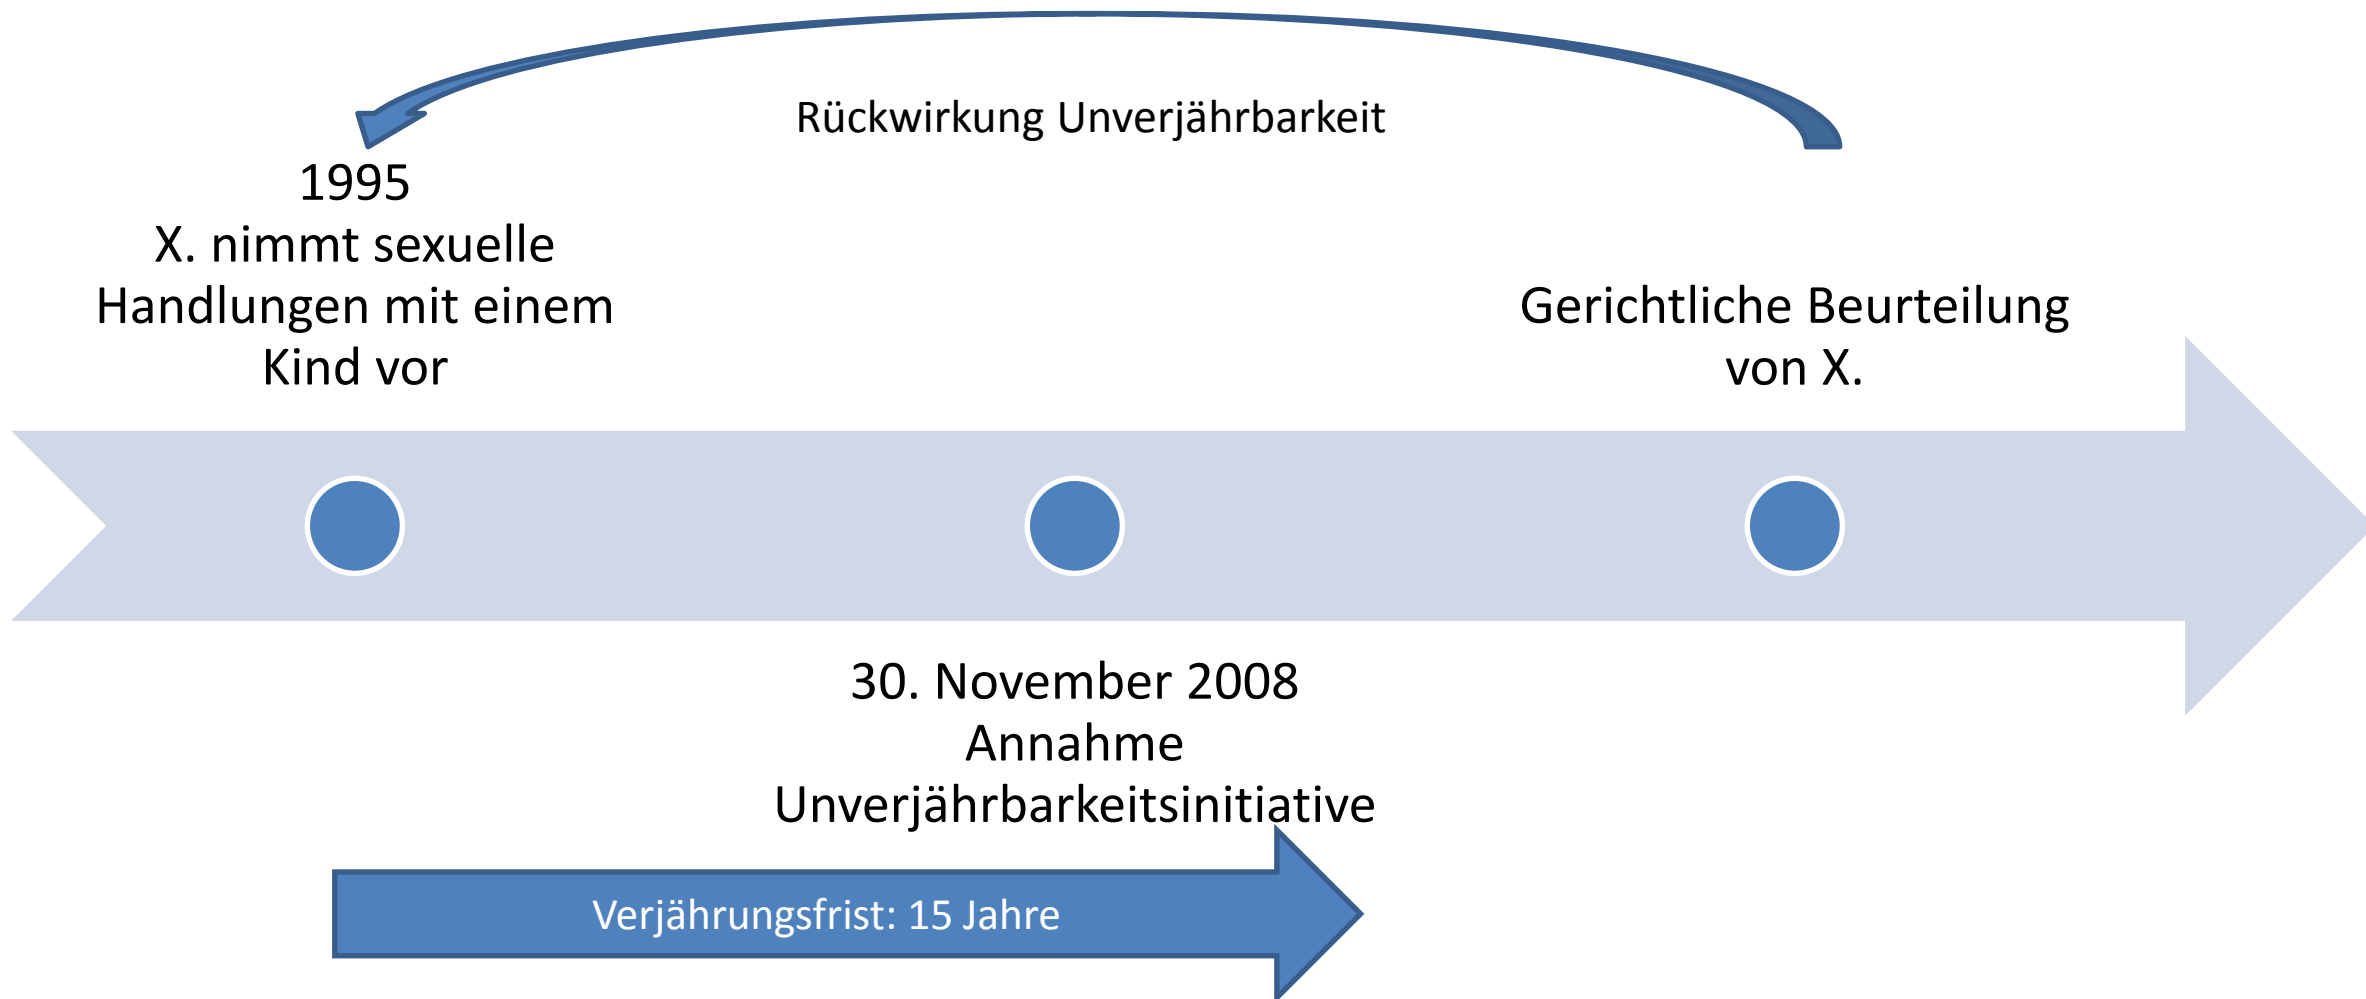 Rückwirkung Unverjährbarkeit
1995
X. nimmt sexuelle
Handlungen mit einem
Kind vor
Gerichtliche Beurteilung
von X.
30. November 2008
Annahme
Unverjährbarkeitsinitiative
Verjährungsfrist: 15 Jahre